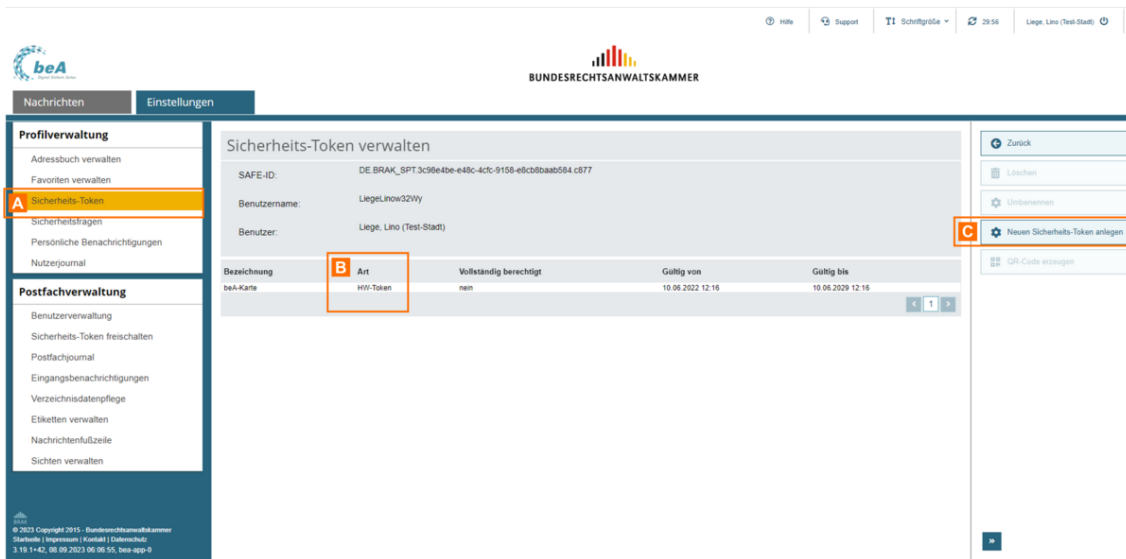 Hilfe Support Schriftgröße 29:56 Liege, Lino (Test-Stadt)
beA
BUNDESRECHTSANWALTSKAMMER
Nachrichten Einstellungen
Profilverwaltung
Adressbuch verwalten
Favoriten verwalten
A Sicherheits-Token
Sicherheitsfragen
Persönliche Benachrichtigungen
Nutzerjournal
Postfachverwaltung
Benutzerverwaltung
Sicherheits-Token freischalten
Postfachjournal
Eingangsbenachrichtigungen
Verzeichnisdatenpflege
Etiketten verwalten
Nachrichtenfußzeile
Sichten verwalten
BRAK
© 2023 Copyright 2015 - Bundesrechtsanwaltskammer
Startseite | Impressum | Kontakt | Datenschutz
3.19.1+42, 08.09.2023 06:06:55, bea-app-0
Sicherheits-Token verwalten
SAFE-ID: DE.BRAK_SPT.3c98e4be-e48c-4cfc-9158-e8cb8baab584.c877
Benutzername: LiegeLinow32Wy
Benutzer: Liege, Lino (Test-Stadt)
Bezeichnung B Art Vollständig berechtigt Gültig von Gültig bis
beA-Karte HW-Token nein 10.06.2022 12:16 10.06.2029 12:16
< 1 >
Zurück
Löschen
Umbenennen
C Neuen Sicherheits-Token anlegen
QR-Code erzeugen
»